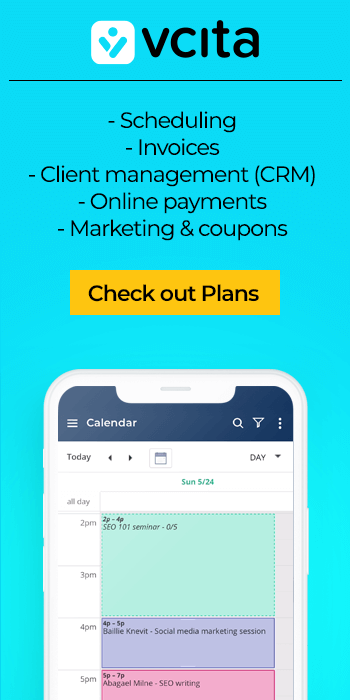 vcita
- Scheduling
- Invoices
- Client management (CRM)
- Online payments
- Marketing & coupons
Check out Plans
Calendar
Today
DAY
Sun 5/24
all day
2pm
2p – 4p
SEO 101 seminar - 0/5
3pm
4pm
4p – 5p
Baillie Knevit - Social media marketing session
5pm
5p – 7p
Abagael Milne - SEO writing